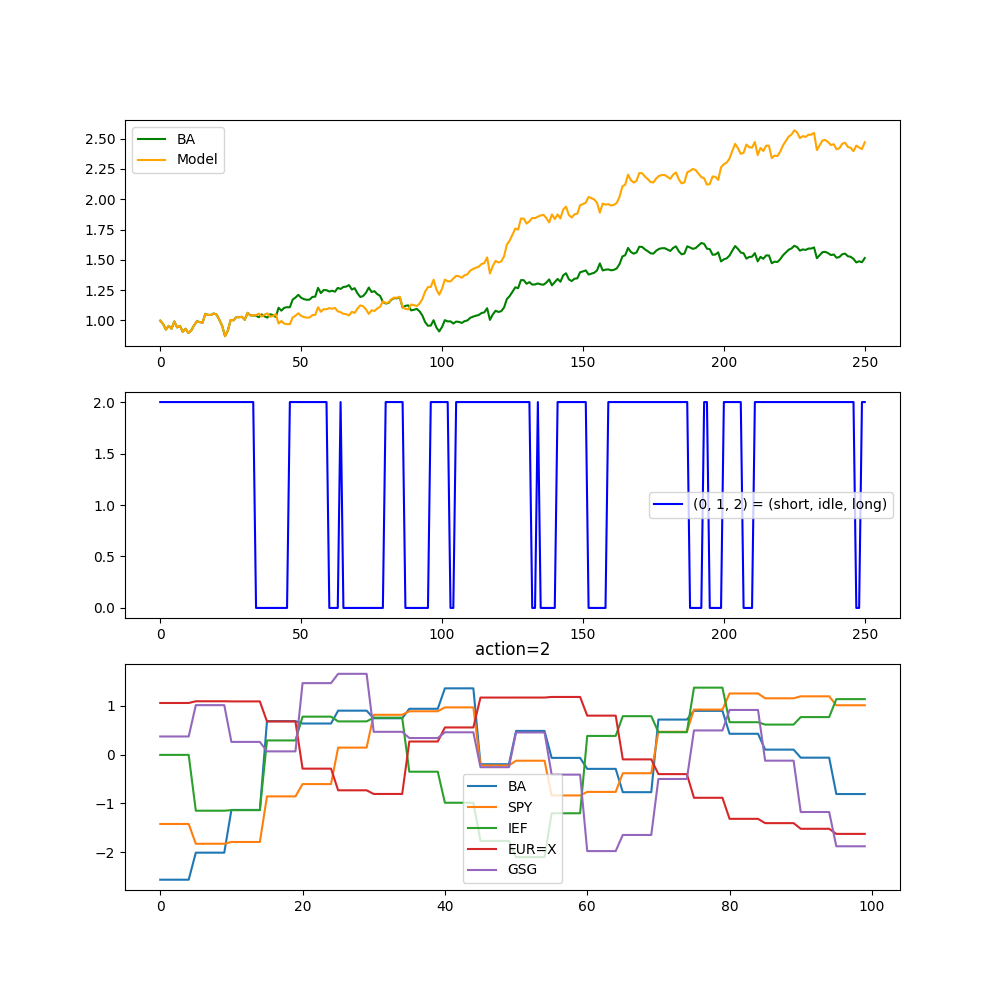 2.50
2.25
2.00
1.75
1.50
1.25
1.00
BA
Model
0 50 100 150 200 250
2.0
1.5
1.0
0.5
0.0
(0, 1, 2) = (short, idle, long)
0 50 100 150 200 250
action=2
1
0
−1
−2
BA
SPY
IEF
EUR=X
GSG
0 20 40 60 80 100